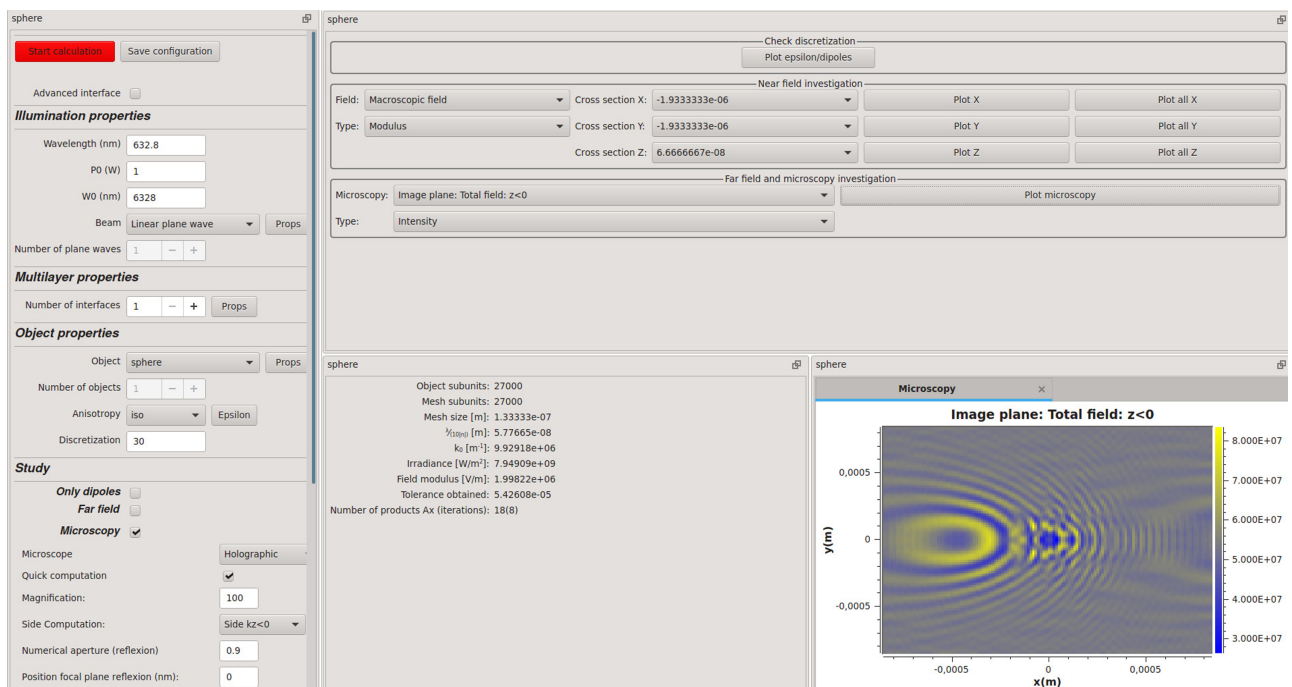 sphere
Start calculation Save configuration
Advanced interface
Illumination properties
Wavelength (nm) 632.8
P0 (W) 1
W0 (nm) 6328
Beam Linear plane wave Props
Number of plane waves 1 − +
Multilayer properties
Number of interfaces 1 − + Props
Object properties
Object sphere Props
Number of objects 1 − +
Anisotropy iso Epsilon
Discretization 30
Study
Only dipoles
Far field
Microscopy
Microscope Holographic
Quick computation
Magnification: 100
Side Computation: Side kz<0
Numerical aperture (reflexion) 0.9
Position focal plane reflexion (nm): 0
sphere
Check discretization
Plot epsilon/dipoles
Near field investigation
Field: Macroscopic field Cross section X: -1.9333333e-06 Plot X Plot all X
Type: Modulus Cross section Y: -1.9333333e-06 Plot Y Plot all Y
Cross section Z: 6.6666667e-08 Plot Z Plot all Z
Far field and microscopy investigation
Microscopy: Image plane: Total field: z<0 Plot microscopy
Type: Intensity
sphere
Object subunits: 27000
Mesh subunits: 27000
Mesh size [m]: 1.33333e-07
λ/(10|n|) [m]: 5.77665e-08
k₀ [m⁻¹]: 9.92918e+06
Irradiance [W/m²]: 7.94909e+09
Field modulus [V/m]: 1.99822e+06
Tolerance obtained: 5.42608e-05
Number of products Ax (iterations): 18(8)
sphere
Microscopy ×
Image plane: Total field: z<0
y(m)
0,0005
0
-0,0005
-0,0005 0 0,0005
x(m)
8.000E+07
7.000E+07
6.000E+07
5.000E+07
4.000E+07
3.000E+07